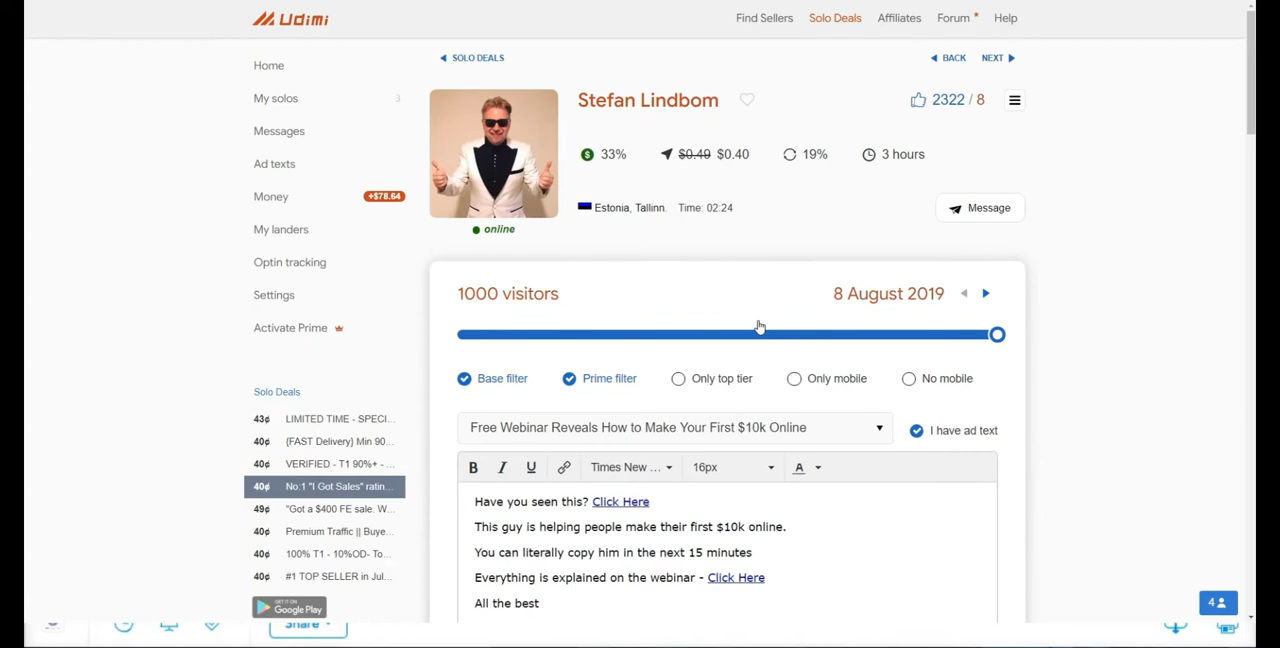 Udimi
Find Sellers
Solo Deals
Affiliates
Forum *
Help
Home
My solos 3
Messages
Ad texts
Money +$78.64
My landers
Optin tracking
Settings
Activate Prime
Solo Deals
43¢ LIMITED TIME - SPECI...
40¢ {FAST Delivery} Min 90...
40¢ VERIFIED - T1 90%+ - ...
40¢ No:1 "I Got Sales" ratin...
49¢ "Got a $400 FE sale. W...
40¢ Premium Traffic || Buye...
40¢ 100% T1 - 10%OD- To...
40¢ #1 TOP SELLER in Jul...
GET IT ON
Google Play
SOLO DEALS
BACK
NEXT
Stefan Lindbom
2322 / 8
33%
$0.49 $0.40
19%
3 hours
Estonia, Tallinn. Time: 02:24
Message
online
1000 visitors
8 August 2019
Base filter
Prime filter
Only top tier
Only mobile
No mobile
Free Webinar Reveals How to Make Your First $10k Online
I have ad text
B I U Times New ... 16px A
Have you seen this? Click Here
This guy is helping people make their first $10k online.
You can literally copy him in the next 15 minutes
Everything is explained on the webinar - Click Here
All the best
4
Share